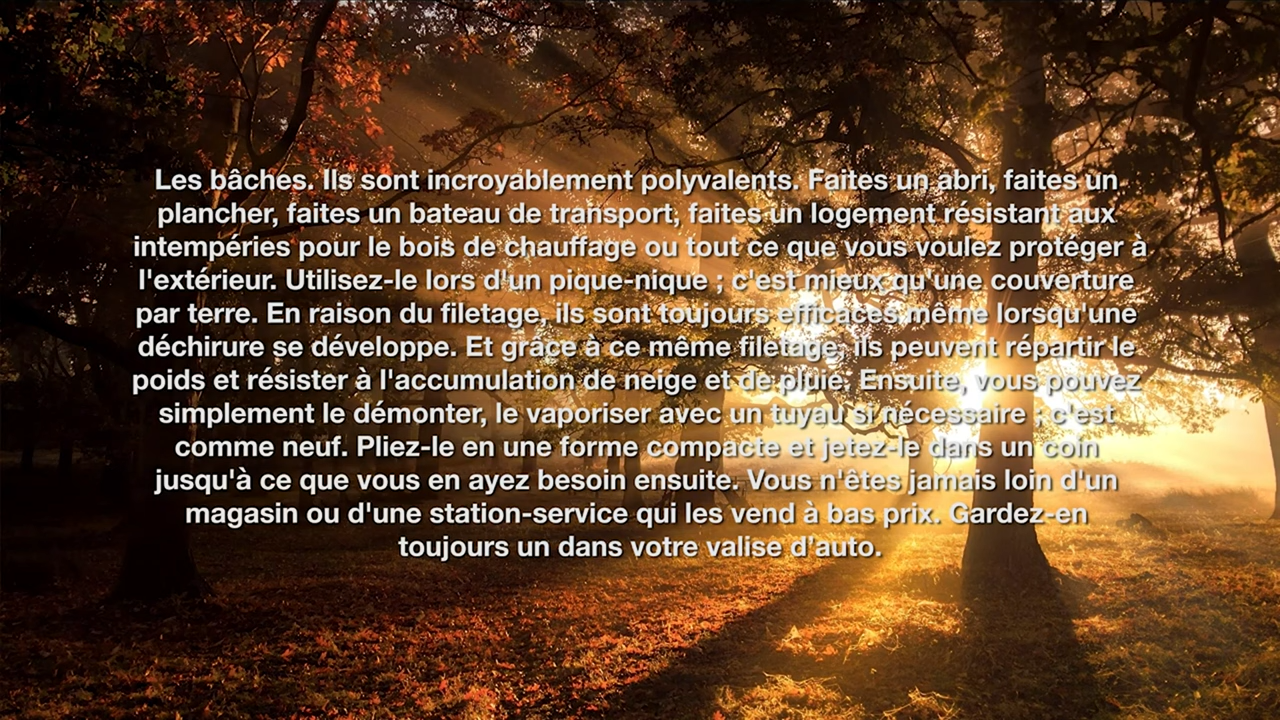 Les bâches. Ils sont incroyablement polyvalents. Faites un abri, faites un
plancher, faites un bateau de transport, faites un logement résistant aux
intempéries pour le bois de chauffage ou tout ce que vous voulez protéger à
l'extérieur. Utilisez-le lors d'un pique-nique ; c'est mieux qu'une couverture
par terre. En raison du filetage, ils sont toujours efficaces même lorsqu'une
déchirure se développe. Et grâce à ce même filetage, ils peuvent répartir le
poids et résister à l'accumulation de neige et de pluie. Ensuite, vous pouvez
simplement le démonter, le vaporiser avec un tuyau si nécessaire ; c'est
comme neuf. Pliez-le en une forme compacte et jetez-le dans un coin
jusqu'à ce que vous en ayez besoin ensuite. Vous n'êtes jamais loin d'un
magasin ou d'une station-service qui les vend à bas prix. Gardez-en
toujours un dans votre valise d'auto.